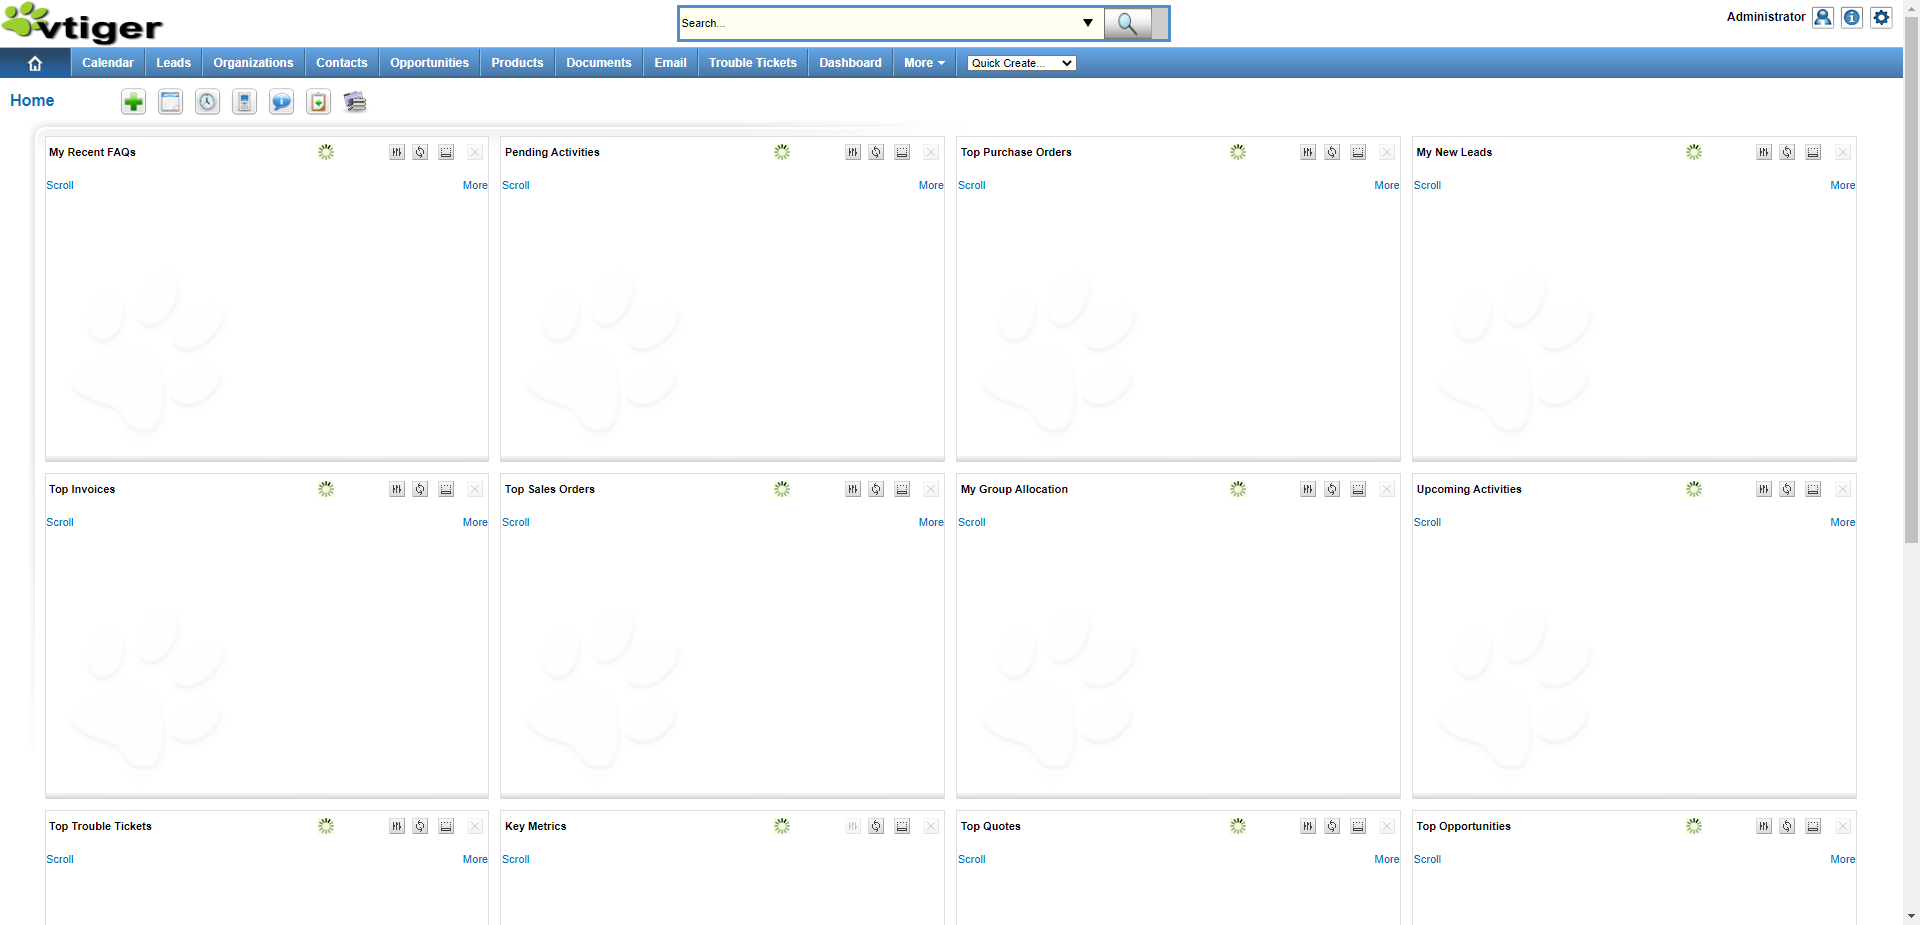 vtiger
Search...
Administrator
Calendar Leads Organizations Contacts Opportunities Products Documents Email Trouble Tickets Dashboard More Quick Create...
Home
My Recent FAQs Pending Activities Top Purchase Orders My New Leads
Scroll More Scroll More Scroll More Scroll More
Top Invoices Top Sales Orders My Group Allocation Upcoming Activities
Scroll More Scroll More Scroll More Scroll More
Top Trouble Tickets Key Metrics Top Quotes Top Opportunities
Scroll More Scroll More Scroll More Scroll More